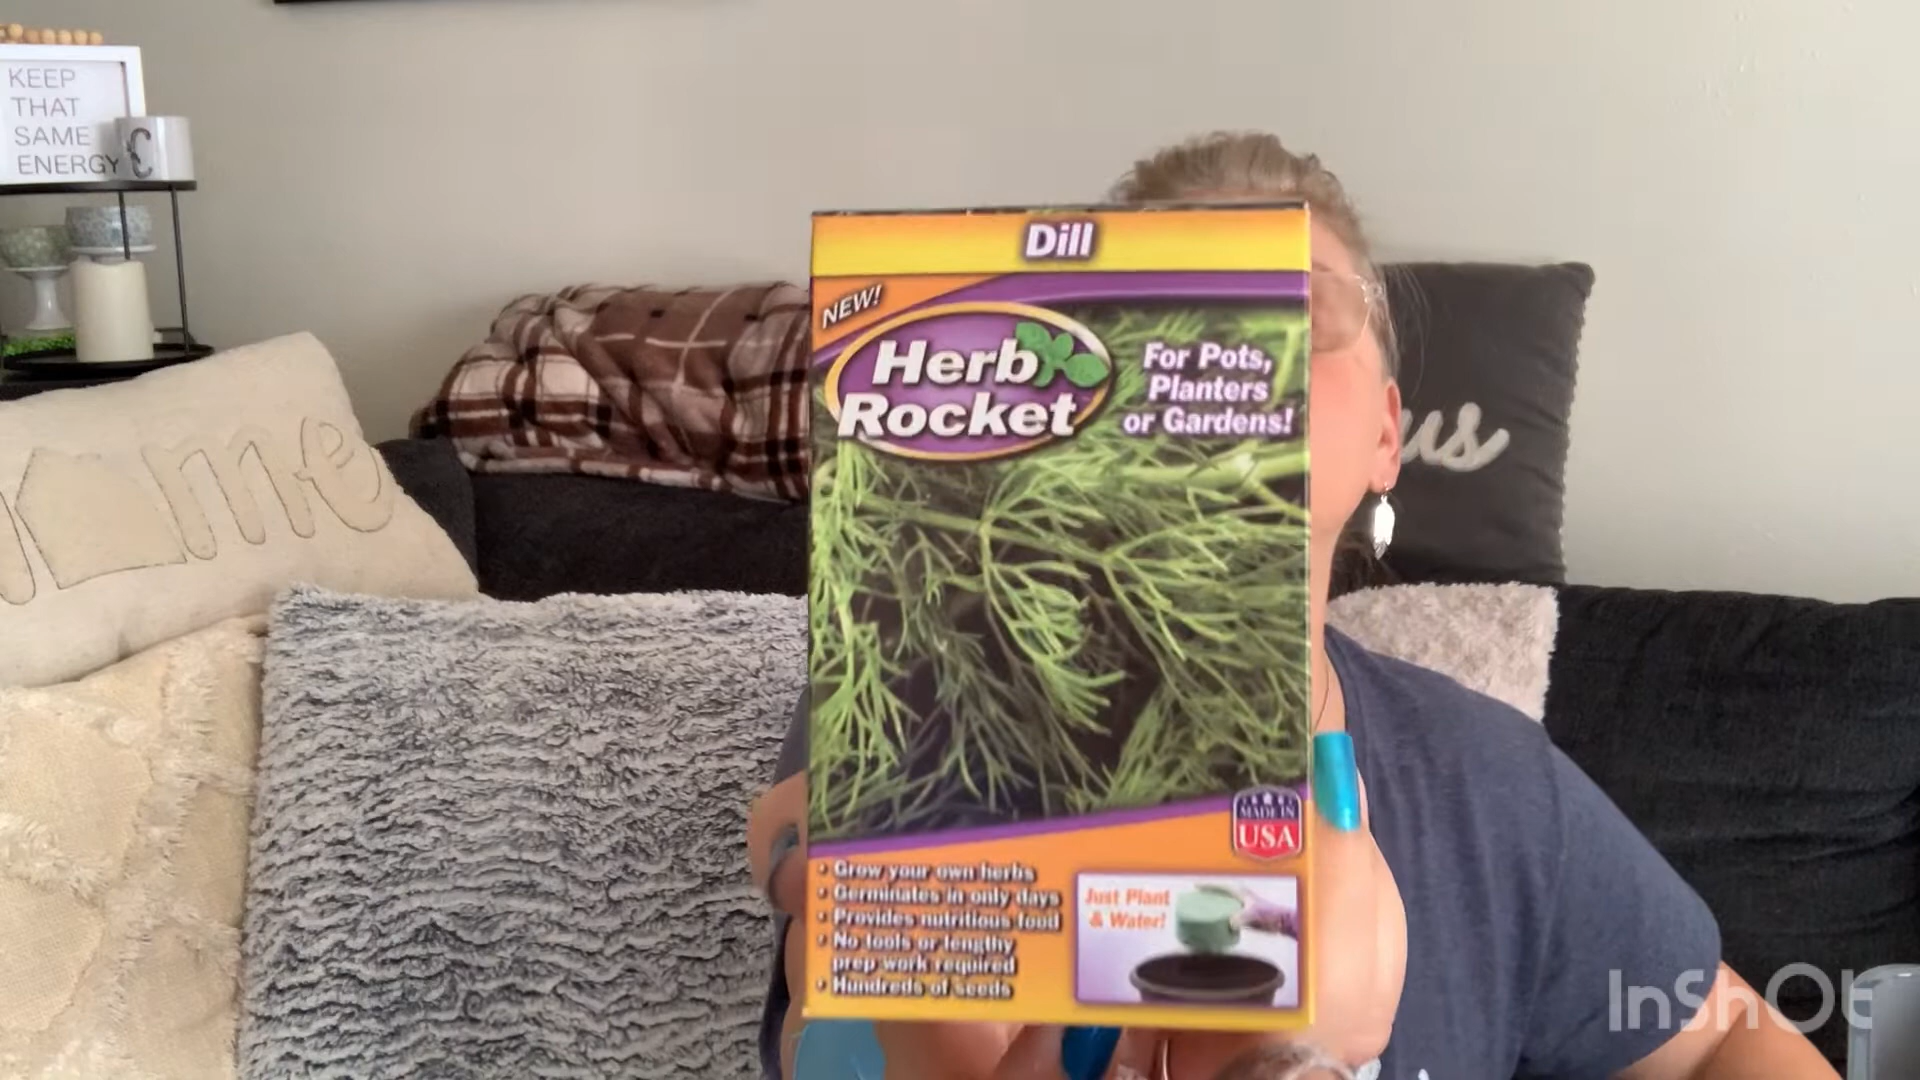 KEEP
THAT
SAME
ENERGY
C
me
us
Dill
NEW!
Herb
Rocket
For Pots,
Planters
or Gardens!
MADE IN
USA
• Grow your own herbs
• Germinates in only days
• Provides nutritious food
• No tools or lengthy
prep work required
• Hundreds of seeds
Just Plant
& Water!
InShOt